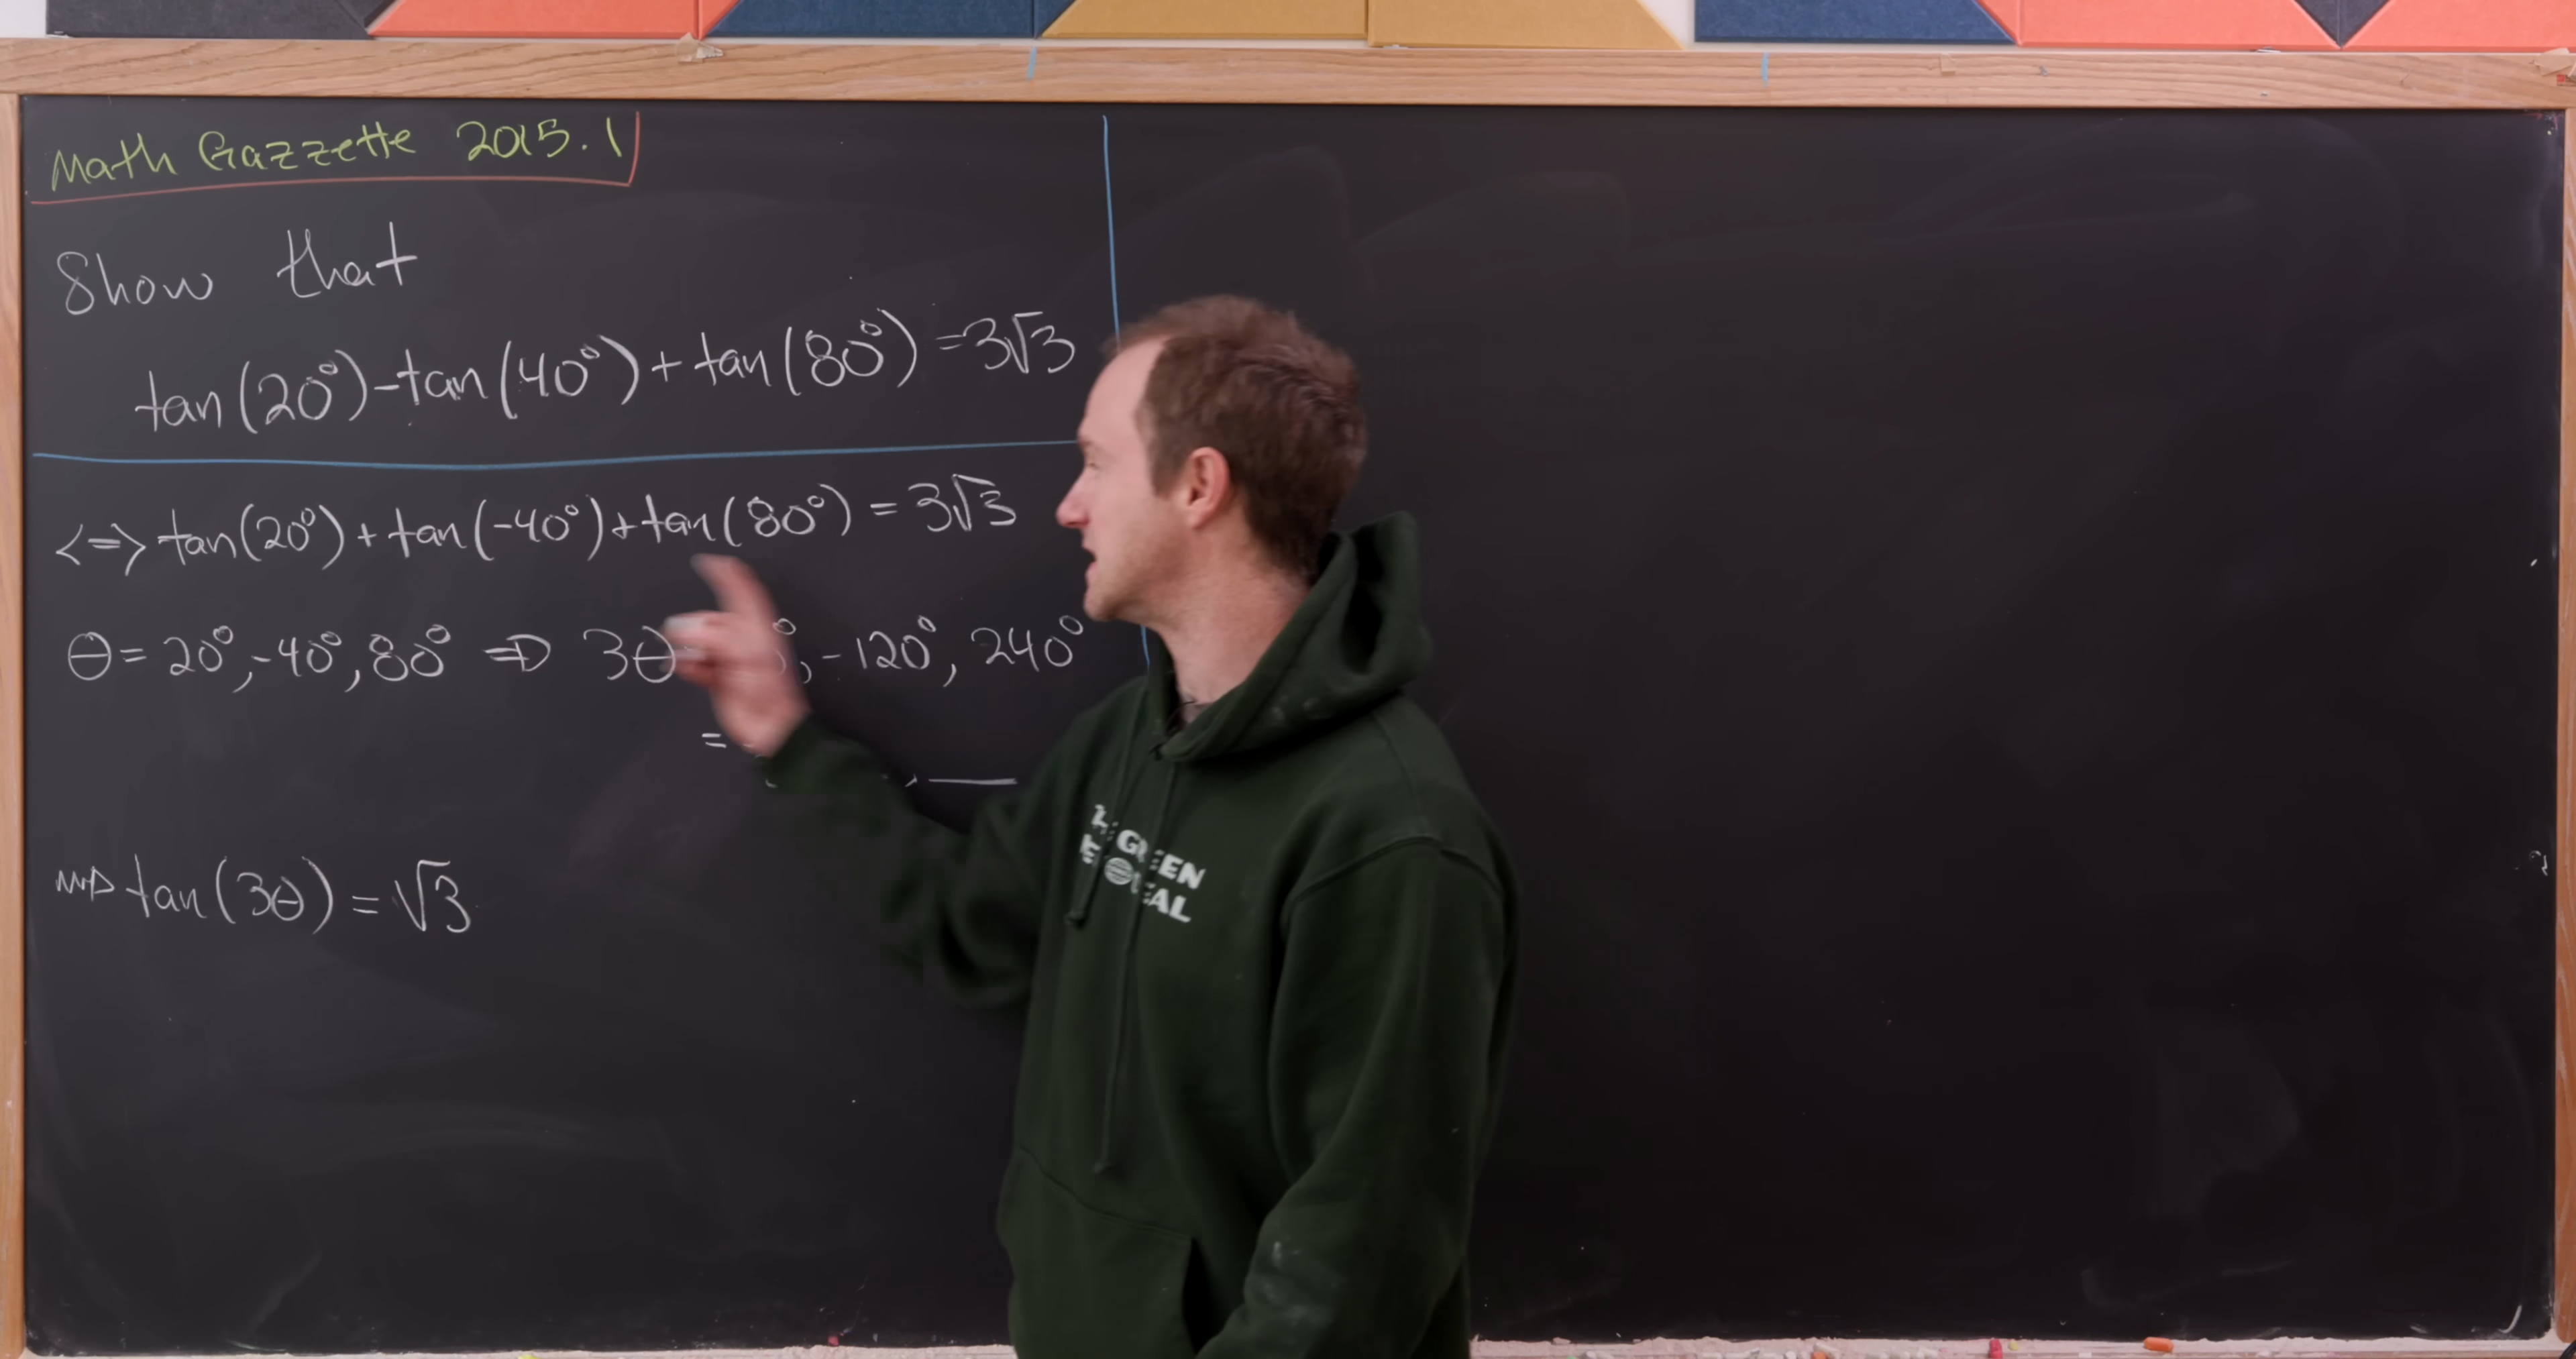 Math Gazzette 2015.1
Show that
tan(20°)-tan(40°)+tan(80°)=3√3
<=> tan(20°)+tan(-40°)+tan(80°)=3√3
θ=20°,-40°,80° ⇒ 3θ °,-120°,240°
=
tan(3θ)=√3
GREEN